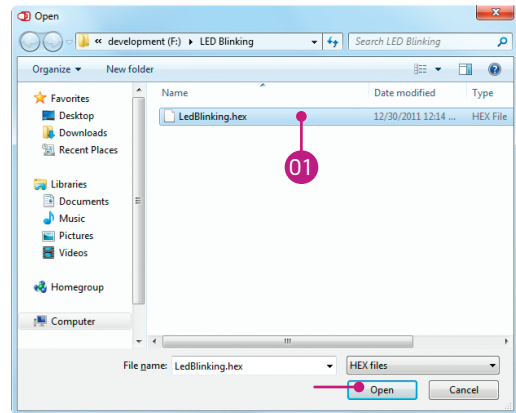 Open
« development (F:) ▸ LED Blinking
Search LED Blinking
Organize
New folder
Favorites
Desktop
Downloads
Recent Places
Libraries
Documents
Music
Pictures
Videos
Homegroup
Computer
Name Date modified Type
LedBlinking.hex 12/30/2011 12:14 ... HEX File
01
File name: LedBlinking.hex HEX files
Open Cancel